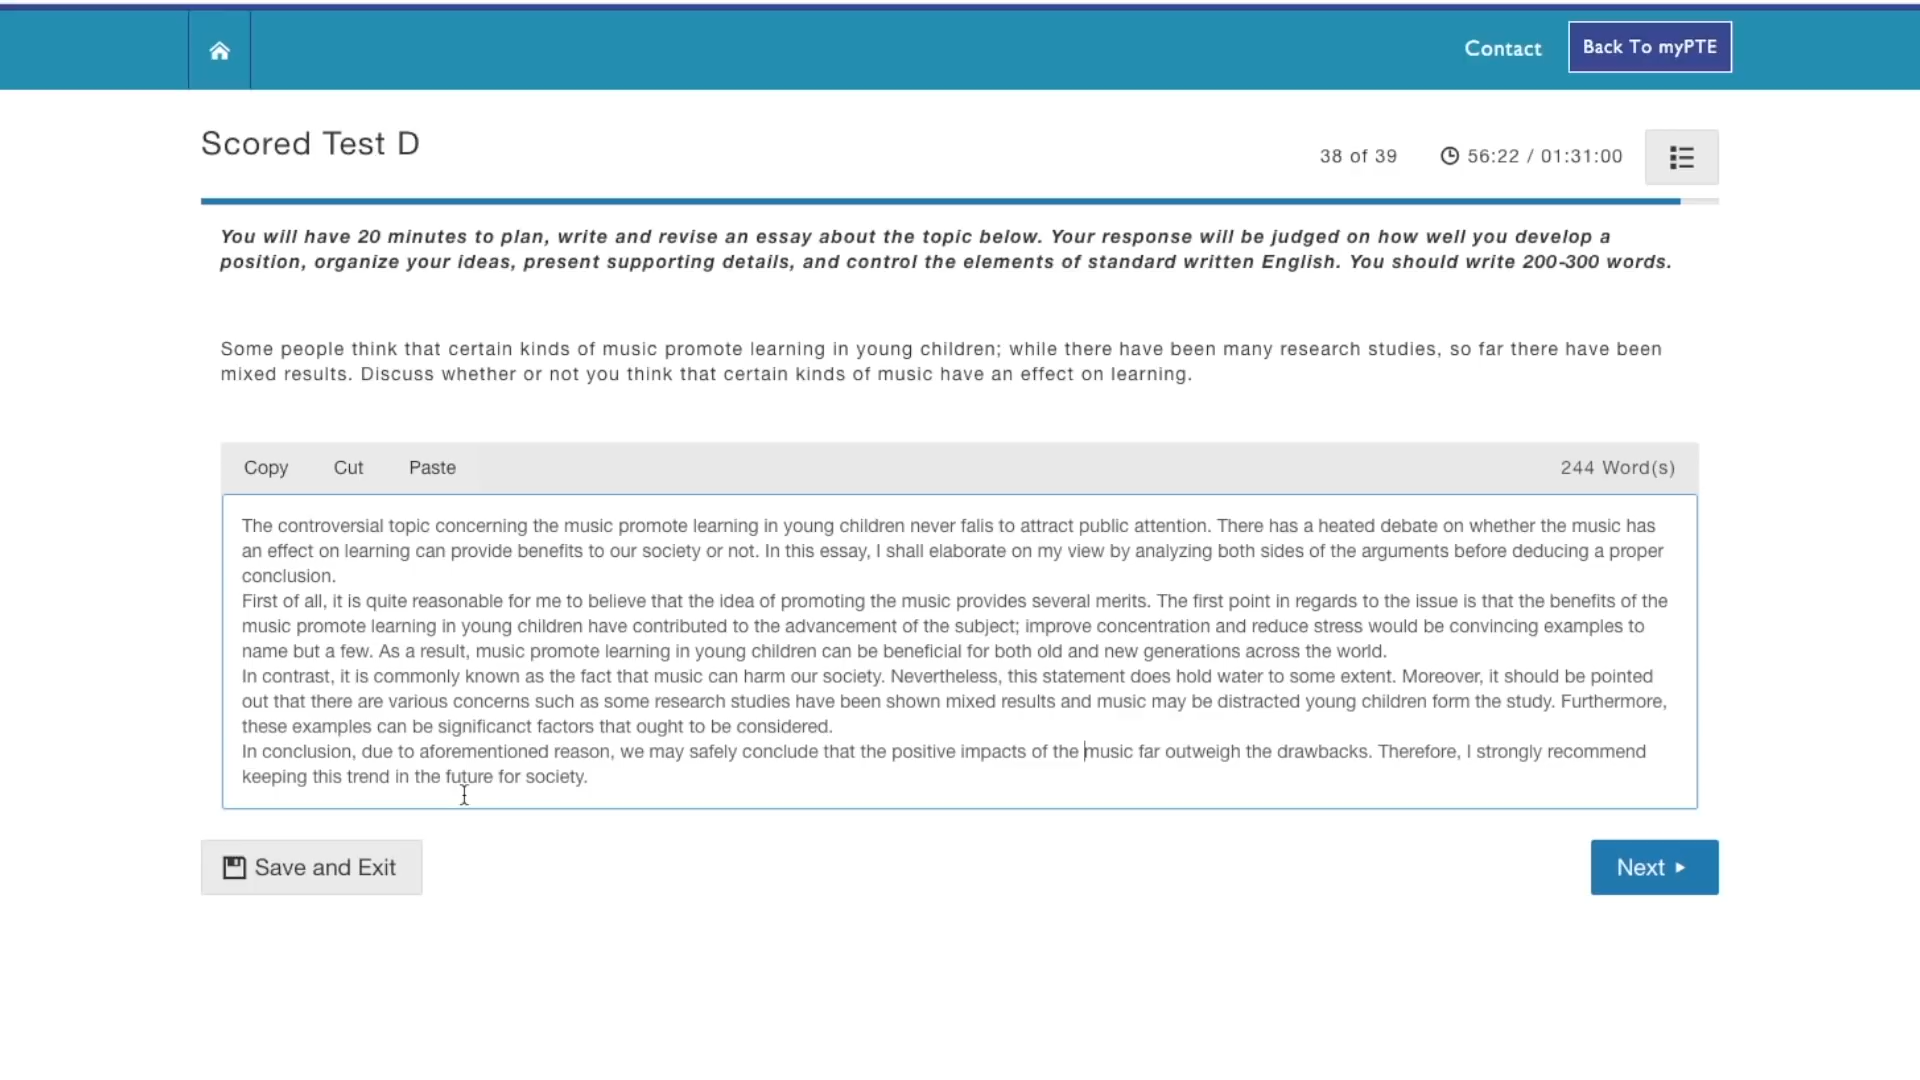 Contact
Back To myPTE
Scored Test D
38 of 39
56:22 / 01:31:00
You will have 20 minutes to plan, write and revise an essay about the topic below. Your response will be judged on how well you develop a
position, organize your ideas, present supporting details, and control the elements of standard written English. You should write 200-300 words.
Some people think that certain kinds of music promote learning in young children; while there have been many research studies, so far there have been
mixed results. Discuss whether or not you think that certain kinds of music have an effect on learning.
Copy
Cut
Paste
244 Word(s)
The controversial topic concerning the music promote learning in young children never falis to attract public attention. There has a heated debate on whether the music has
an effect on learning can provide benefits to our society or not. In this essay, I shall elaborate on my view by analyzing both sides of the arguments before deducing a proper
conclusion.
First of all, it is quite reasonable for me to believe that the idea of promoting the music provides several merits. The first point in regards to the issue is that the benefits of the
music promote learning in young children have contributed to the advancement of the subject; improve concentration and reduce stress would be convincing examples to
name but a few. As a result, music promote learning in young children can be beneficial for both old and new generations across the world.
In contrast, it is commonly known as the fact that music can harm our society. Nevertheless, this statement does hold water to some extent. Moreover, it should be pointed
out that there are various concerns such as some research studies have been shown mixed results and music may be distracted young children form the study. Furthermore,
these examples can be significanct factors that ought to be considered.
In conclusion, due to aforementioned reason, we may safely conclude that the positive impacts of the music far outweigh the drawbacks. Therefore, I strongly recommend
keeping this trend in the future for society.
Save and Exit
Next